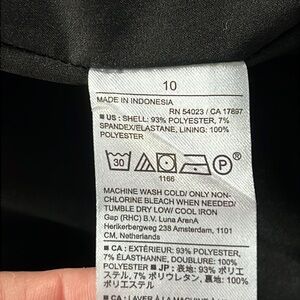 10
MADE IN INDONESIA
RN 54023 / CA 17897
■ US : SHELL: 93% POLYESTER, 7%
SPANDEX/ELASTANE, LINING: 100%
POLYESTER
30
P
®
1166
MACHINE WASH COLD/ ONLY NON-
CHLORINE BLEACH WHEN NEEDED/
TUMBLE DRY LOW/ COOL IRON
Gap (RHC) B.V. Luna ArenA
Herikerbergweg 238 Amsterdam, 1101
CM, Netherlands
■ CA : EXTÉRIEUR: 93% POLYESTER,
7% ÉLASTHANNE, DOUBLURE: 100%
POLYESTER ■ JP : 表地: 93% ポリエ
ステル, 7% ポリウレタン, 裏地: 100%
ポリエステル
■ CA : LAVER À LA MACHINE À